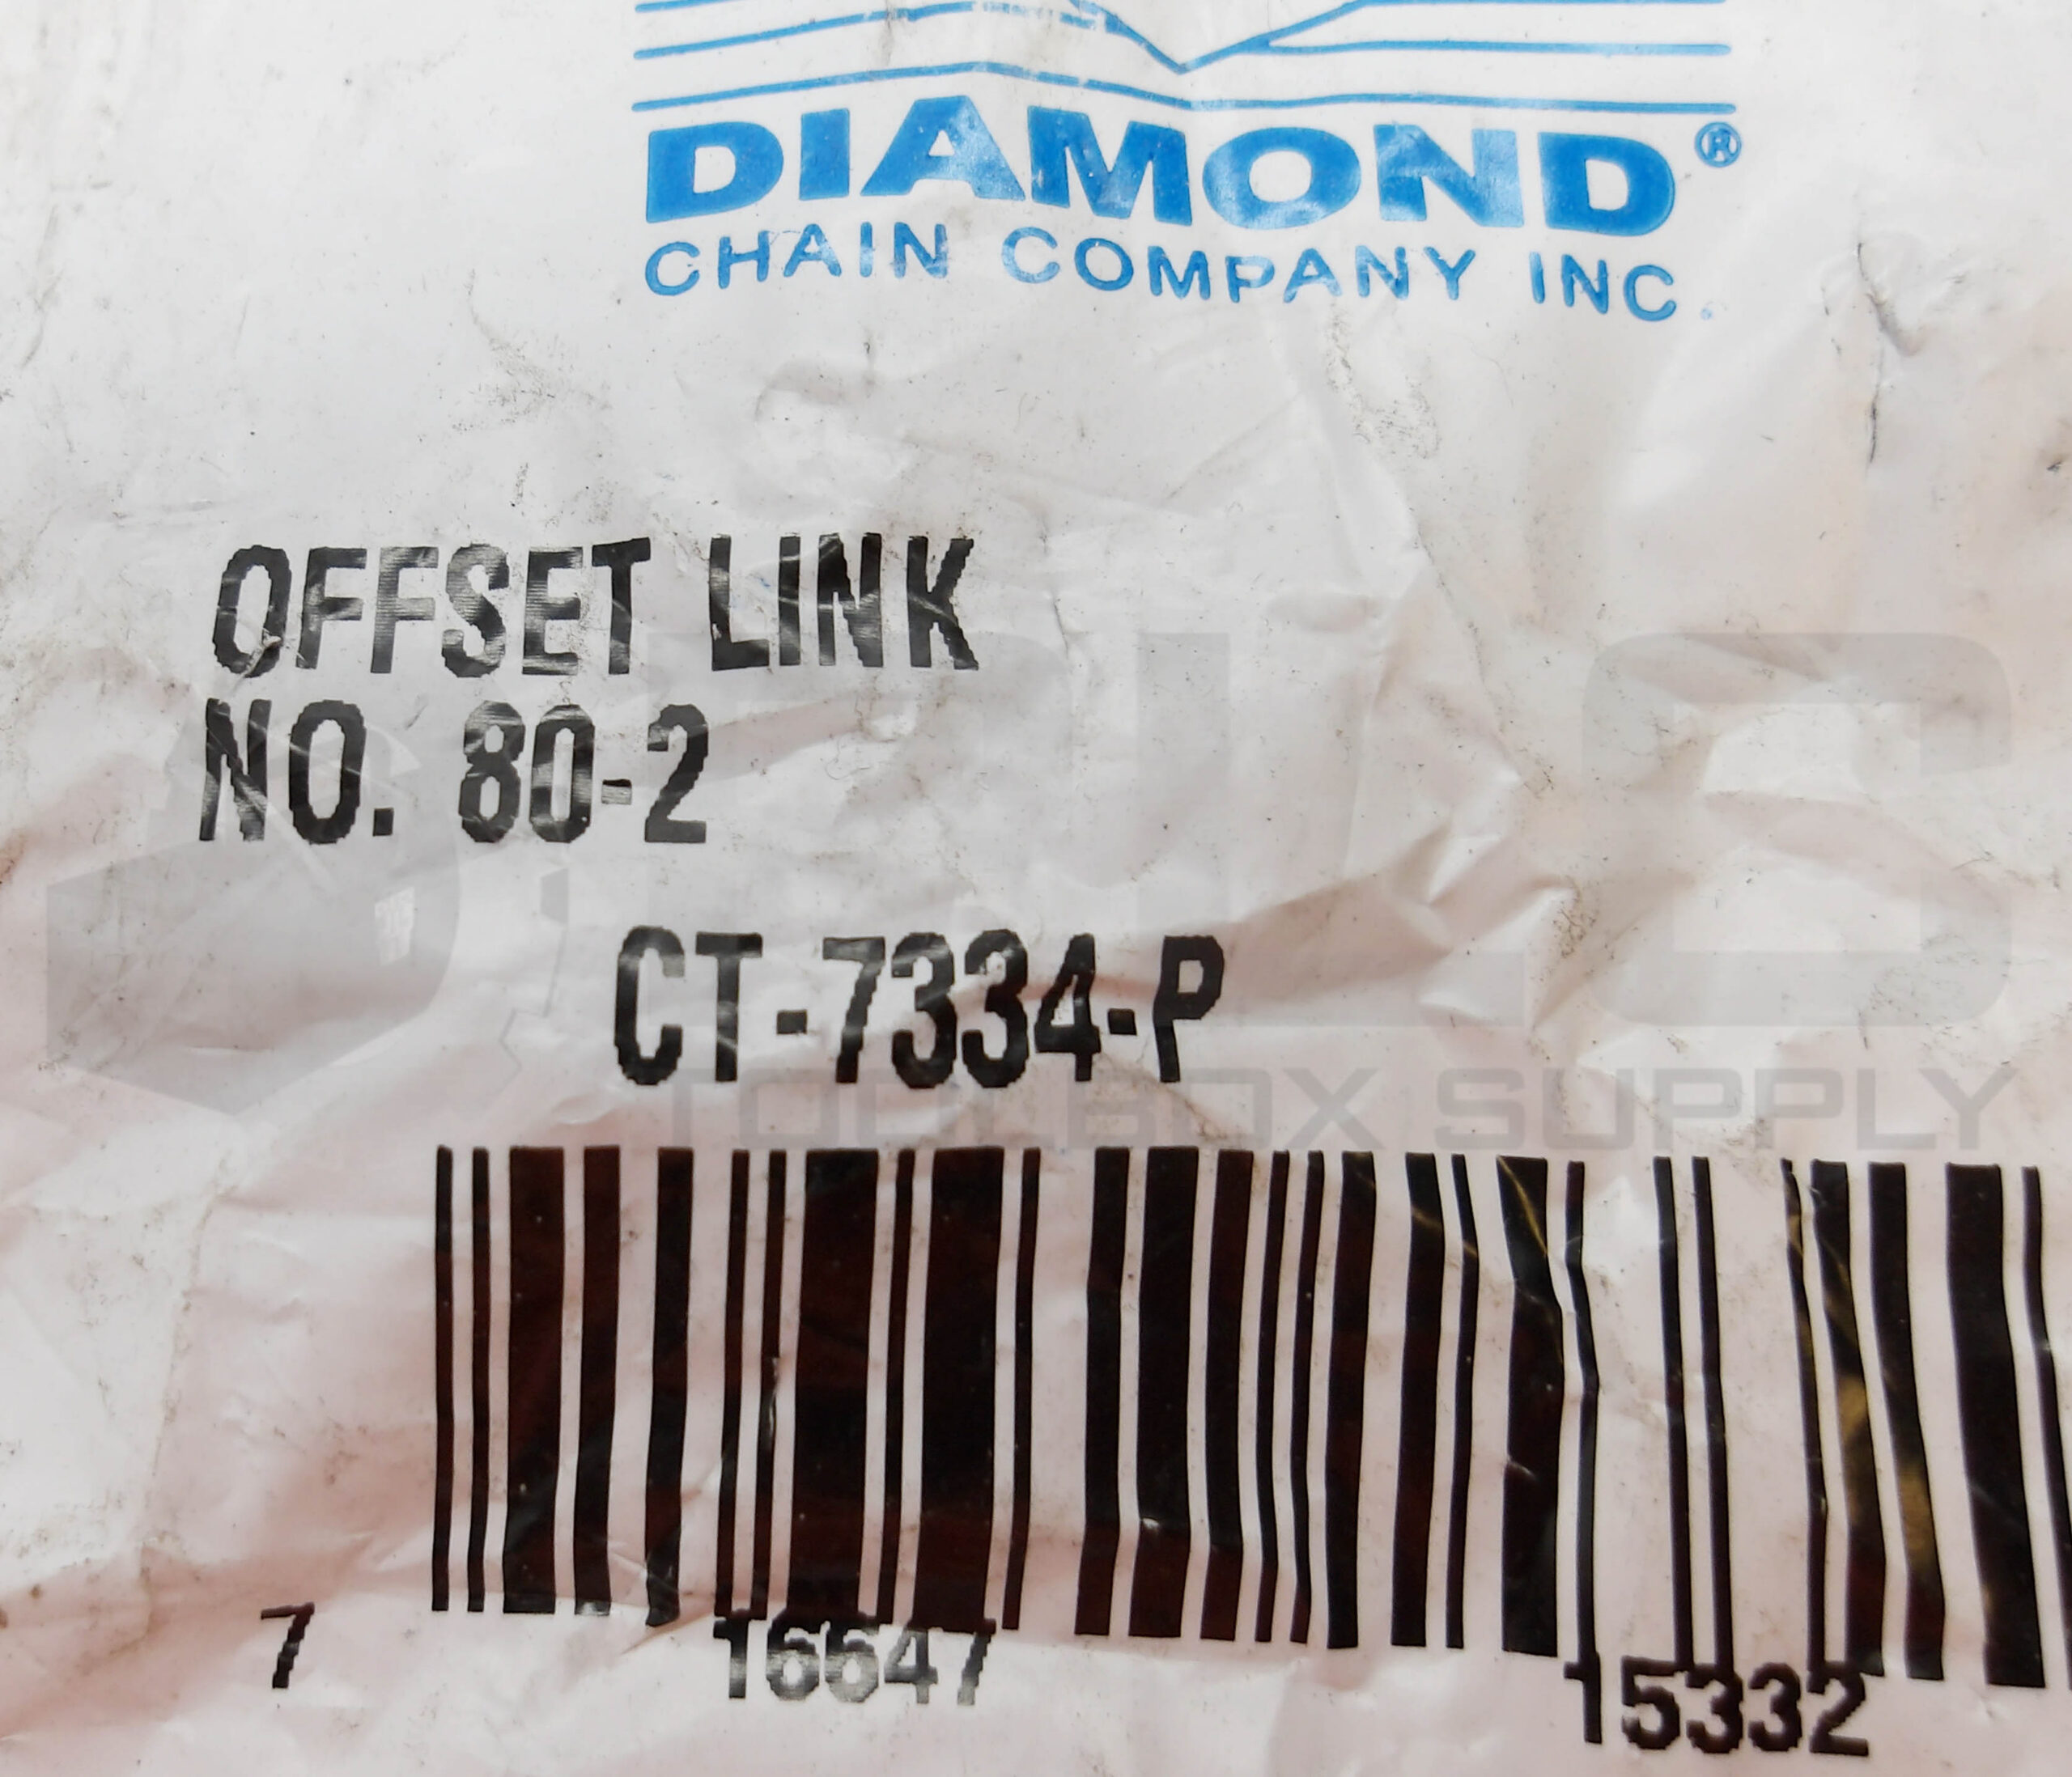 DIAMOND®
CHAIN COMPANY INC.
OFFSET LINK
NO. 80-2
CT-7334-P
TOOLBOX SUPPLY
7 16647 15332